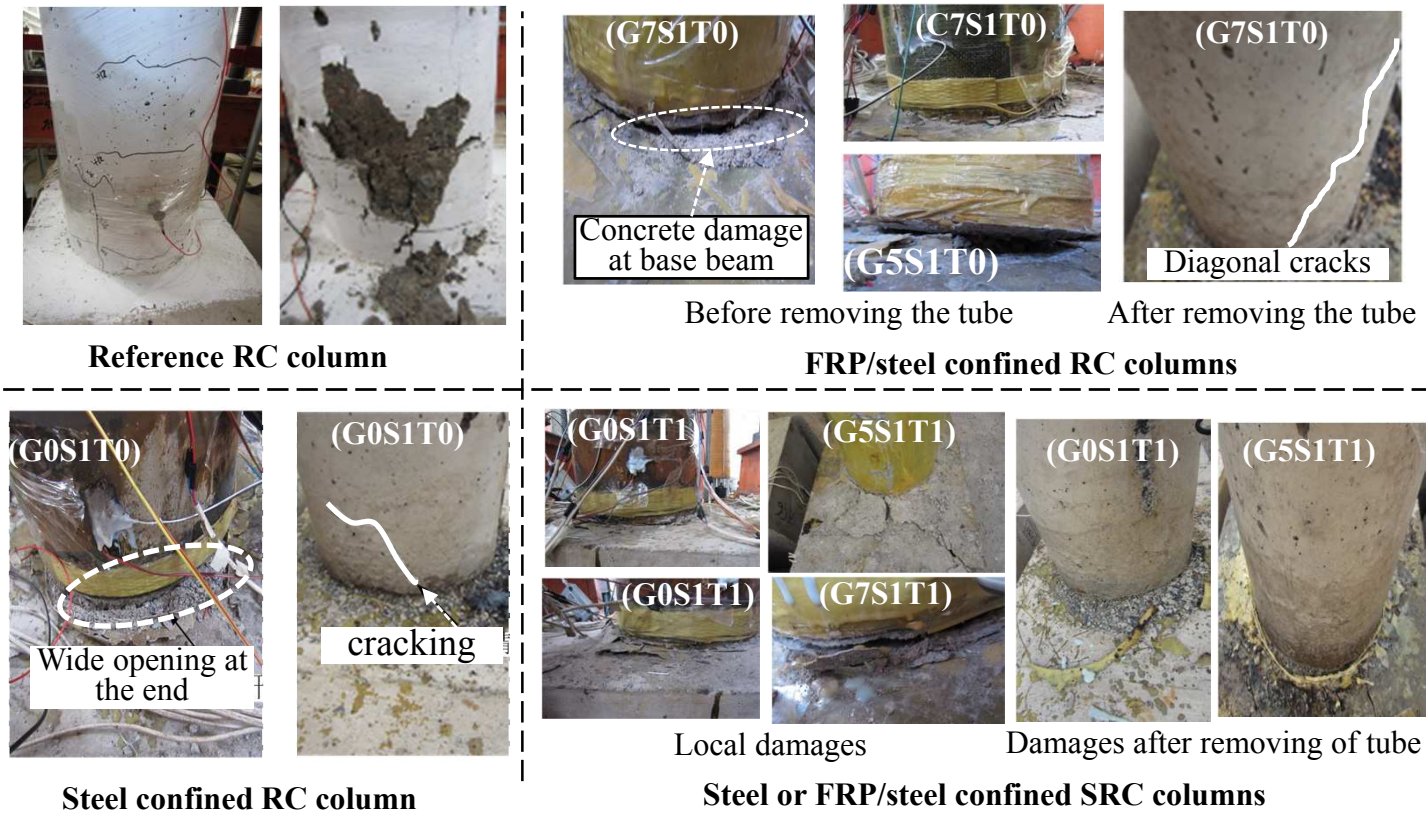 (G7S1T0)
(C7S1T0)
(G7S1T0)
Concrete damage
at base beam
(G5S1T0)
Diagonal cracks
Before removing the tube
After removing the tube
Reference RC column
FRP/steel confined RC columns
(G0S1T0)
(G0S1T0)
Wide opening at
the end
cracking
Steel confined RC column
(G0S1T1)
(G5S1T1)
(G0S1T1)
(G5S1T1)
(G0S1T1)
(G7S1T1)
Local damages
Damages after removing of tube
Steel or FRP/steel confined SRC columns